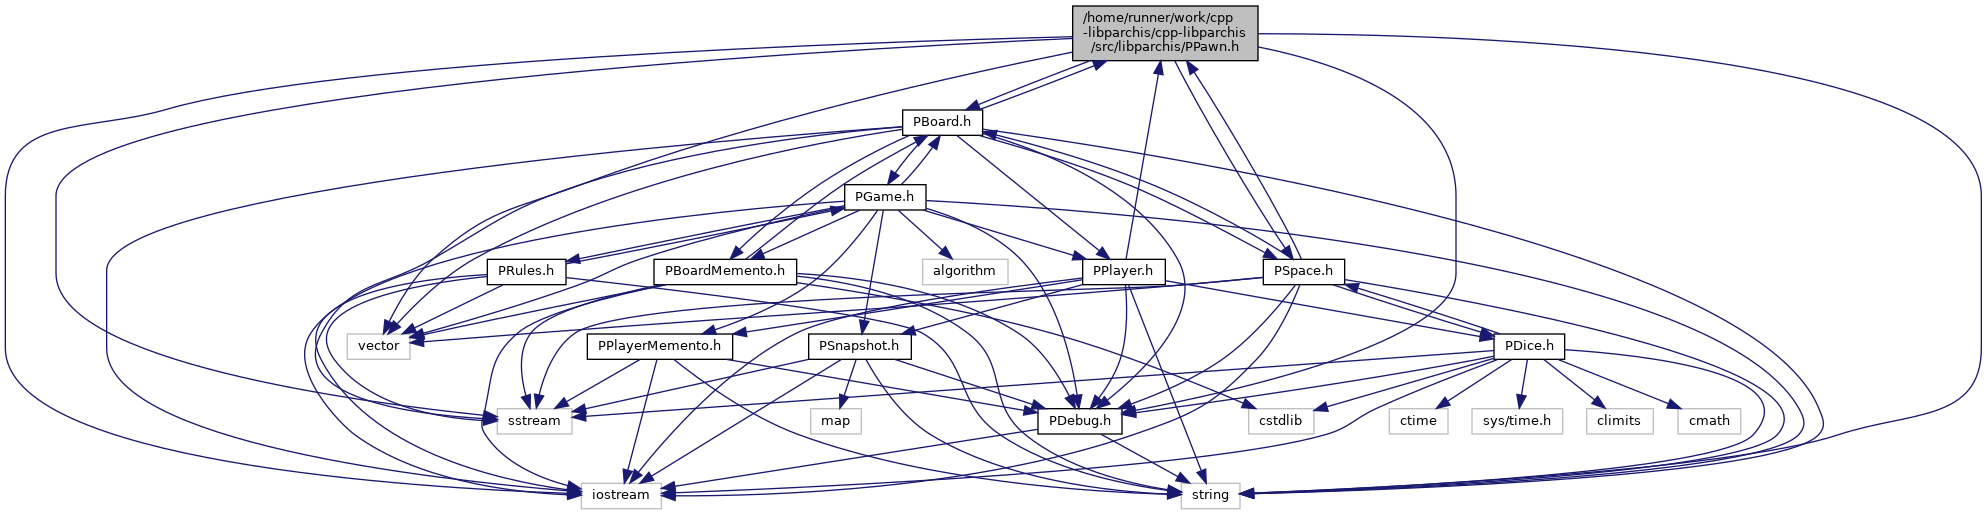 /home/runner/work/cpp
-libparchis/cpp-libparchis
/src/libparchis/PPawn.h
PBoard.h
PGame.h
PRules.h
PBoardMemento.h
algorithm
PPlayer.h
PSpace.h
vector
PPlayerMemento.h
PSnapshot.h
PDice.h
sstream
map
PDebug.h
cstdlib
ctime
sys/time.h
climits
cmath
iostream
string